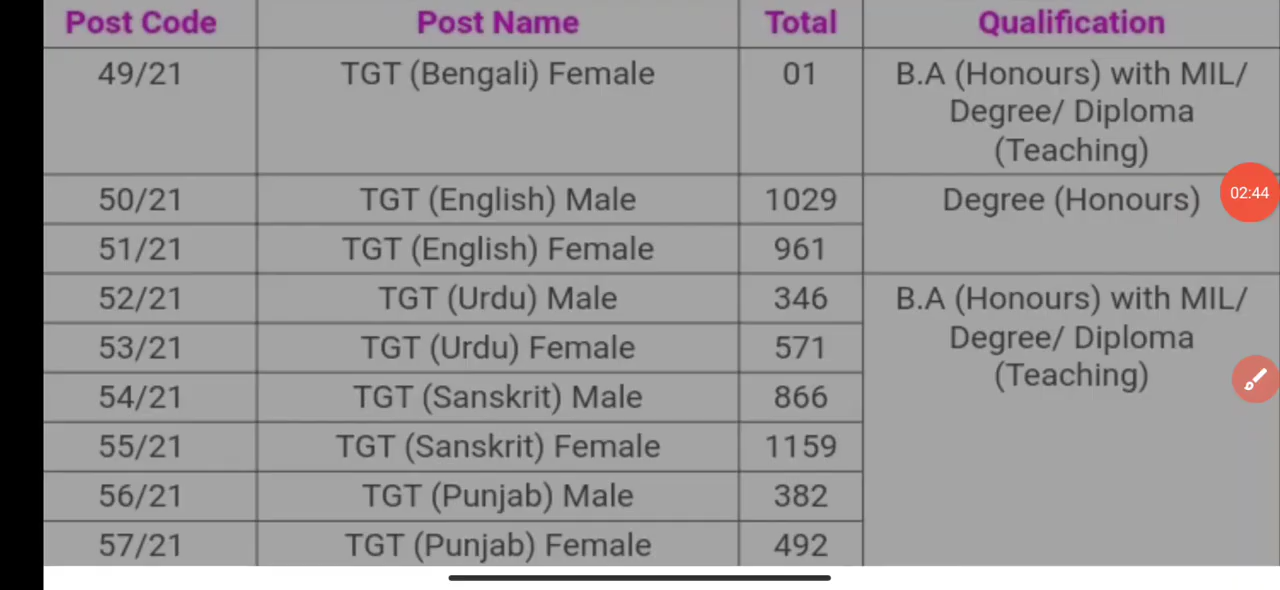 Post Code Post Name Total Qualification
49/21 TGT (Bengali) Female 01 B.A (Honours) with MIL/
Degree/ Diploma
(Teaching)
50/21 TGT (English) Male 1029 Degree (Honours)
02:44
51/21 TGT (English) Female 961
52/21 TGT (Urdu) Male 346 B.A (Honours) with MIL/
53/21 TGT (Urdu) Female 571 Degree/ Diploma
(Teaching)
54/21 TGT (Sanskrit) Male 866
55/21 TGT (Sanskrit) Female 1159
56/21 TGT (Punjab) Male 382
57/21 TGT (Punjab) Female 492